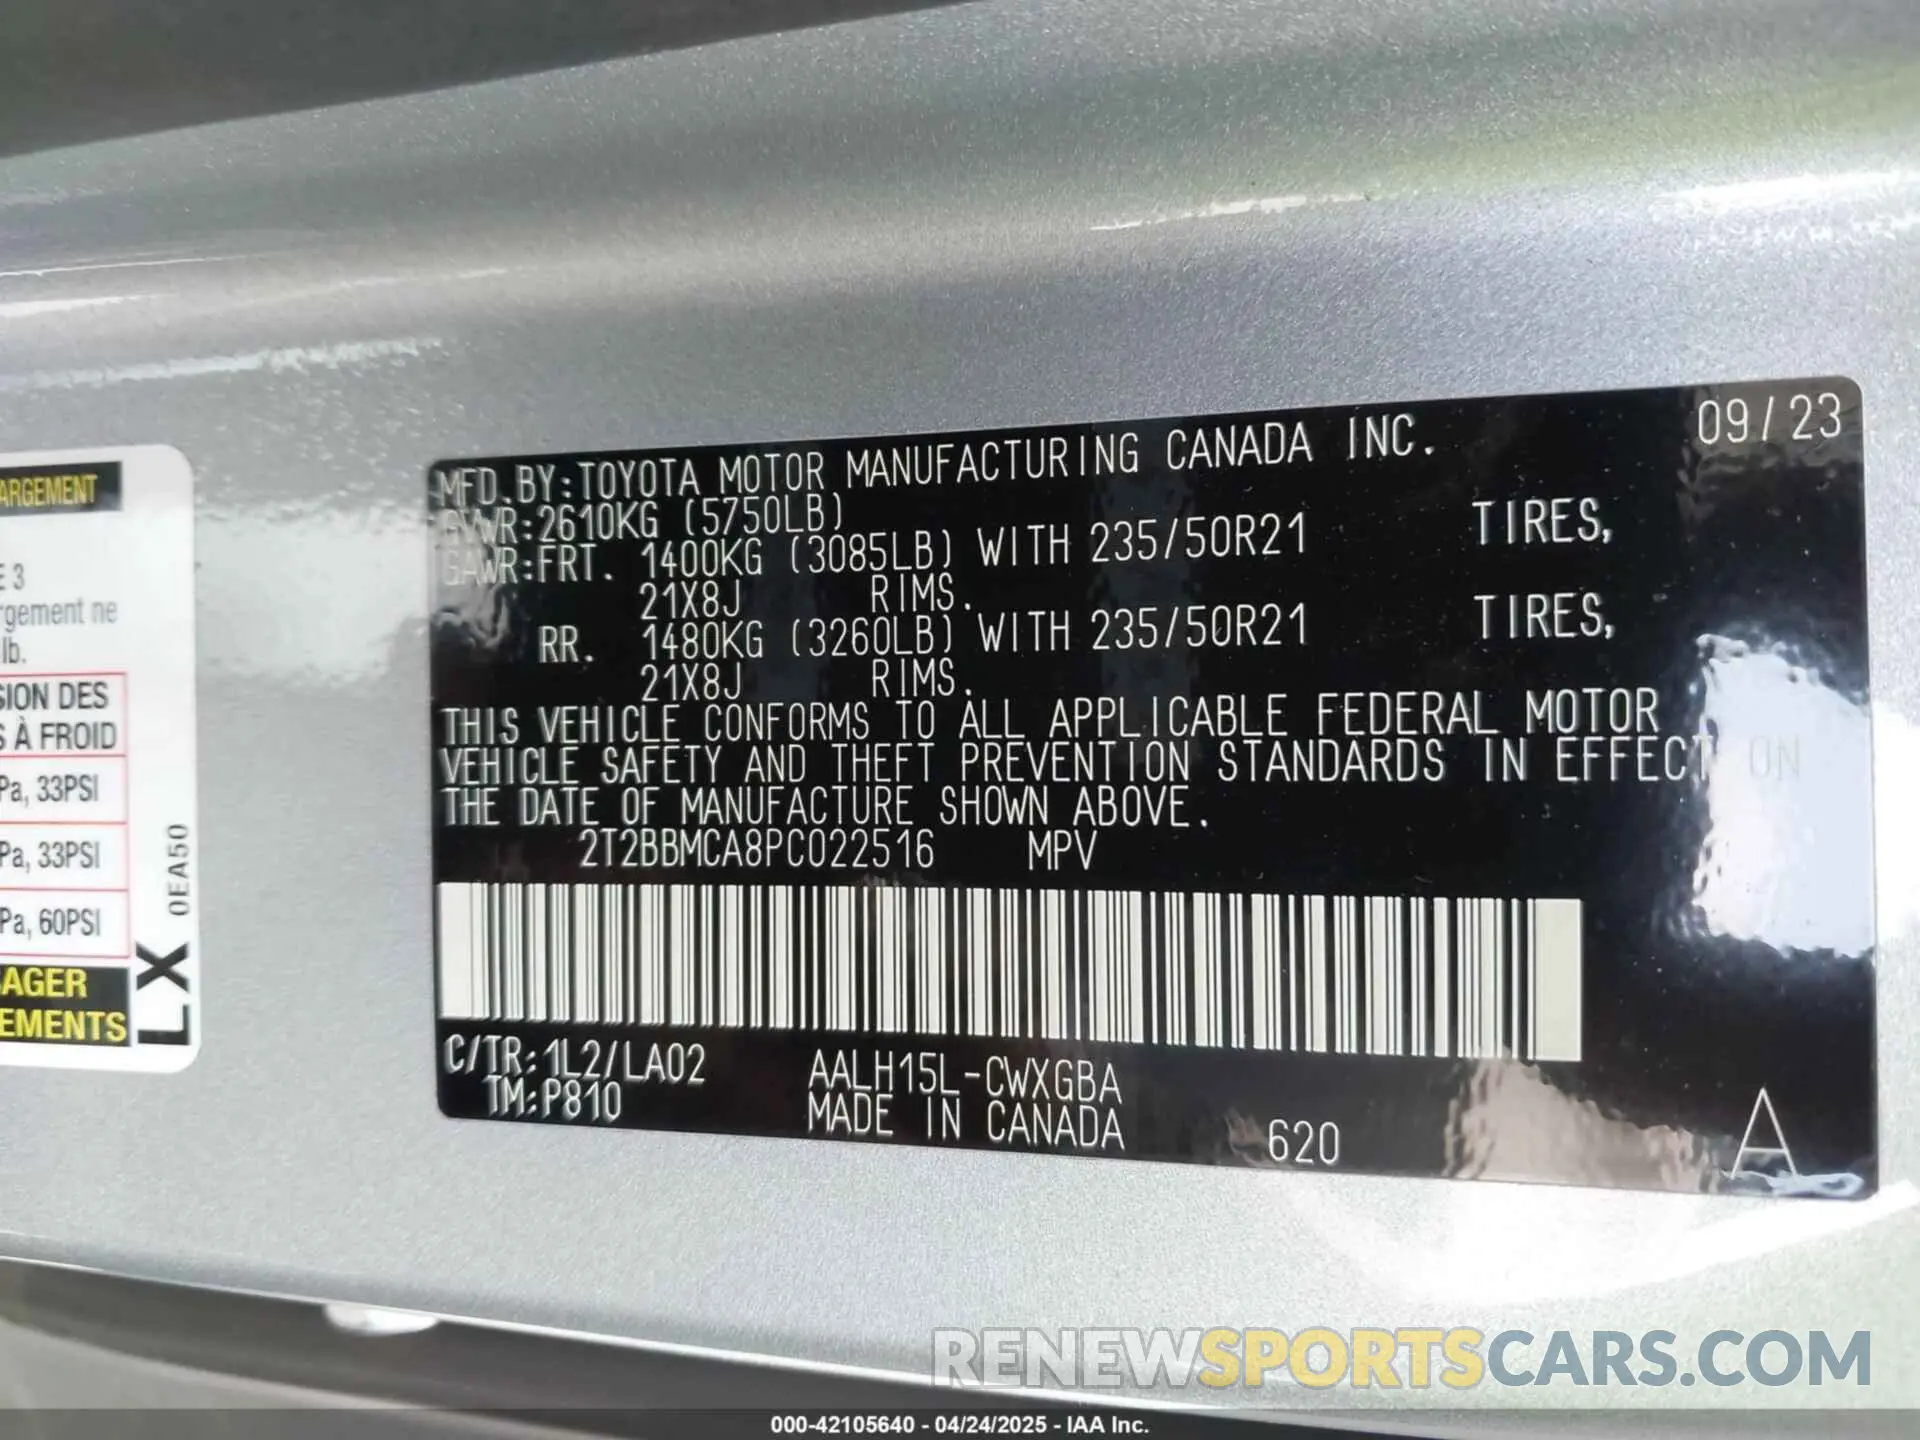 ARGEMENT
E 3
rgement ne
lb.
SION DES
S À FROID
Pa, 33PSI
Pa, 33PSI
Pa, 60PSI
AGER
EMENTS
LX
0EA50
09/23
MFD.BY:TOYOTA MOTOR MANUFACTURING CANADA INC.
GVWR:2610KG (5750LB)
GAWR:FRT. 1400KG (3085LB) WITH 235/50R21 TIRES,
21X8J RIMS.
RR. 1480KG (3260LB) WITH 235/50R21 TIRES,
21X8J RIMS.
THIS VEHICLE CONFORMS TO ALL APPLICABLE FEDERAL MOTOR
VEHICLE SAFETY AND THEFT PREVENTION STANDARDS IN EFFECT ON
THE DATE OF MANUFACTURE SHOWN ABOVE.
2T2BBMCA8PC022516 MPV
C/TR:1L2/LA02 AALH15L-CWXGBA
TM:P810 MADE IN CANADA
620
A
RENEWSPORTSCARS.COM
000-42105640 - 04/24/2025 - IAA Inc.